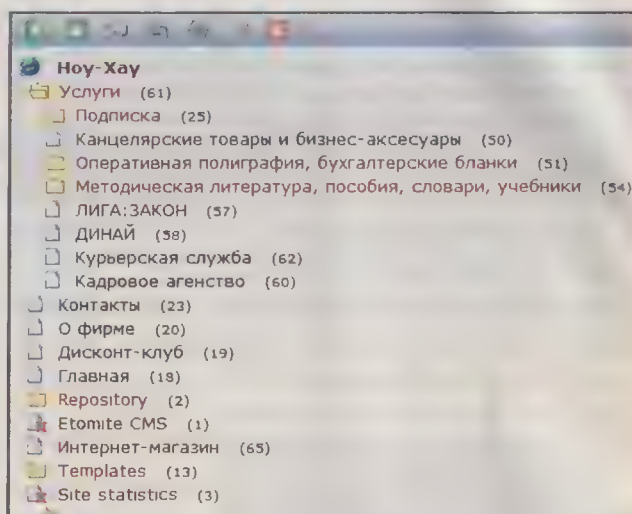 Ноу-Хау
Услуги (61)
Подписка (25)
Канцелярские товары и бизнес-аксесуары (50)
Оперативная полиграфия, бухгалтерские бланки (51)
Методическая литература, пособия, словари, учебники (54)
ЛИГА:ЗАКОН (57)
ДИНАЙ (58)
Курьерская служба (62)
Кадровое агенство (60)
Контакты (23)
О фирме (20)
Дисконт-клуб (19)
Главная (18)
Repository (2)
Etomite CMS (1)
Интернет-магазин (65)
Templates (13)
Site statistics (3)